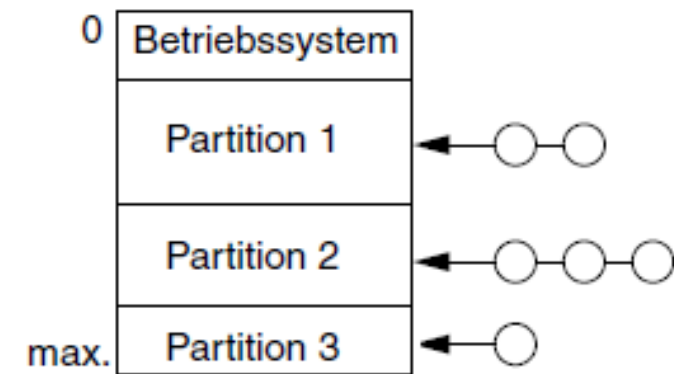 0
Betriebssystem
Partition 1
Partition 2
max.
Partition 3